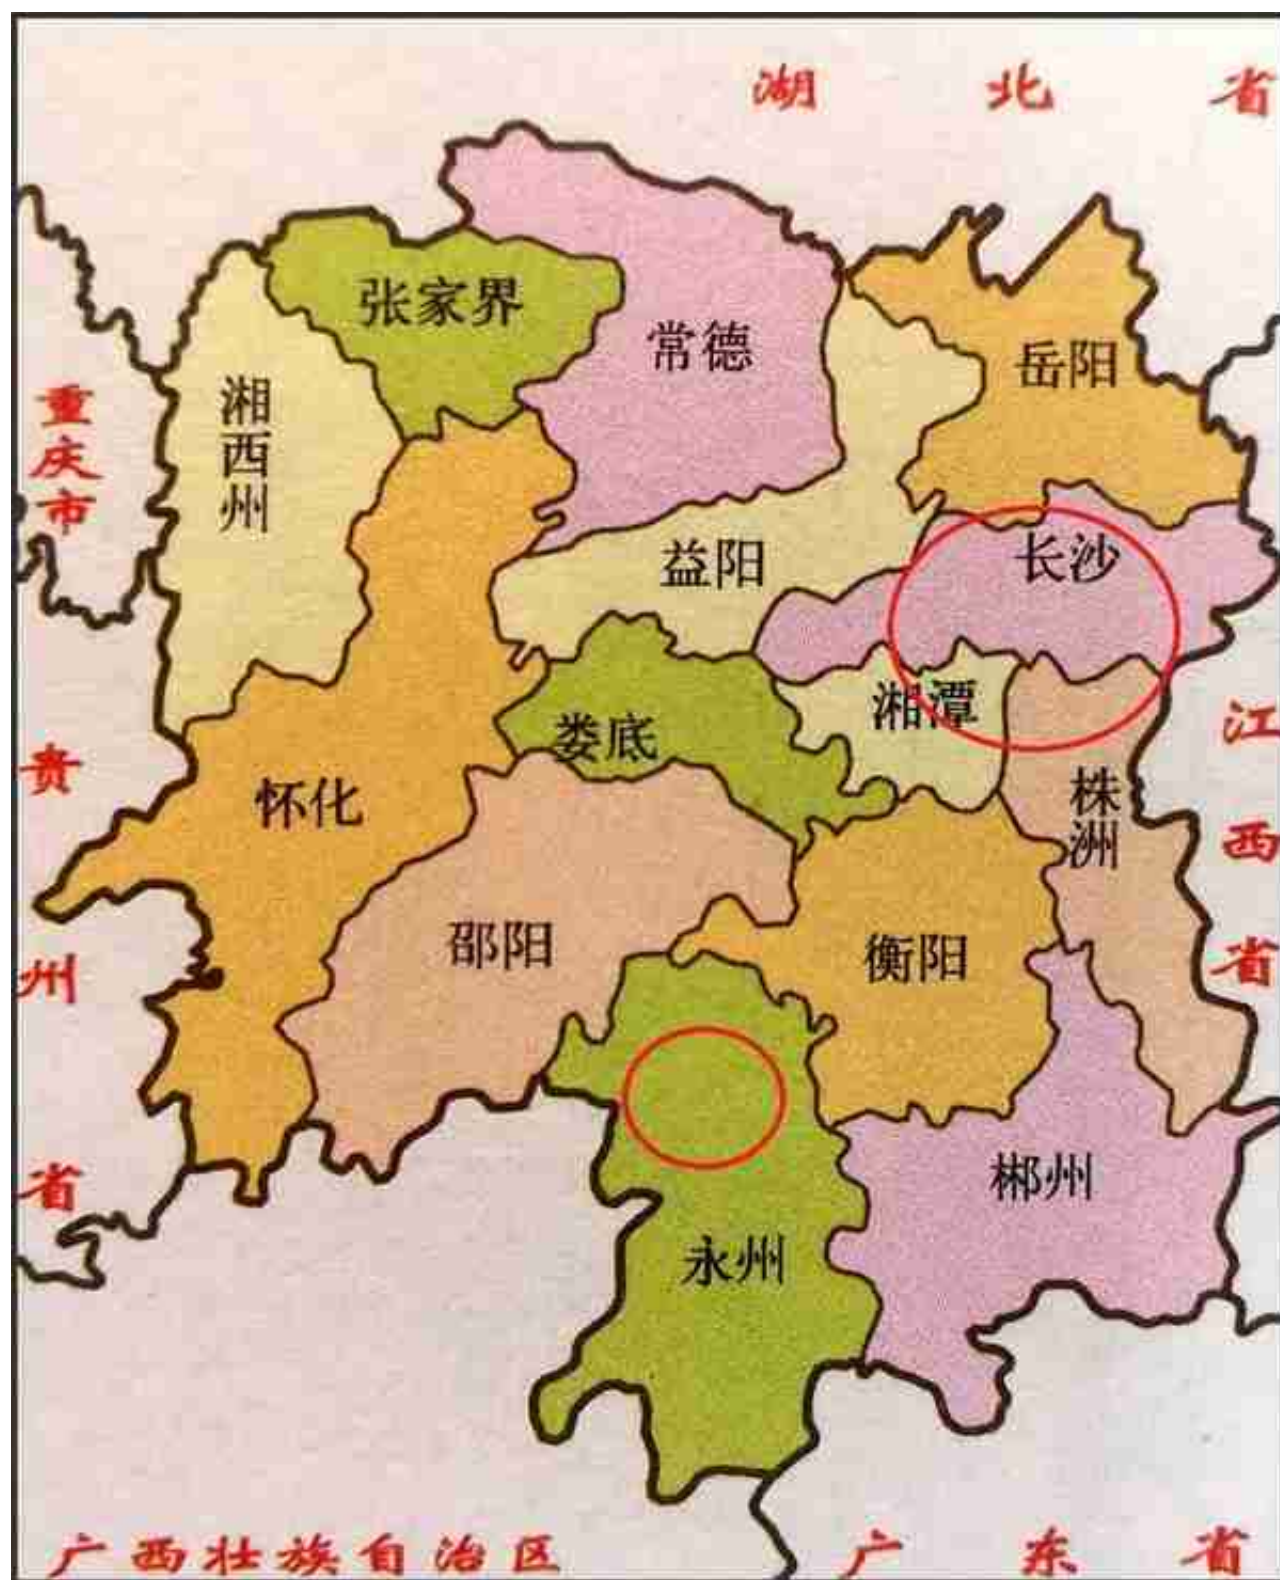 湖北省
张家界
常德
岳阳
重庆市
湘西州
益阳
长沙
娄底
湘潭
江西省
贵州省
怀化
株洲
邵阳
衡阳
郴州
永州
广西壮族自治区
广东省